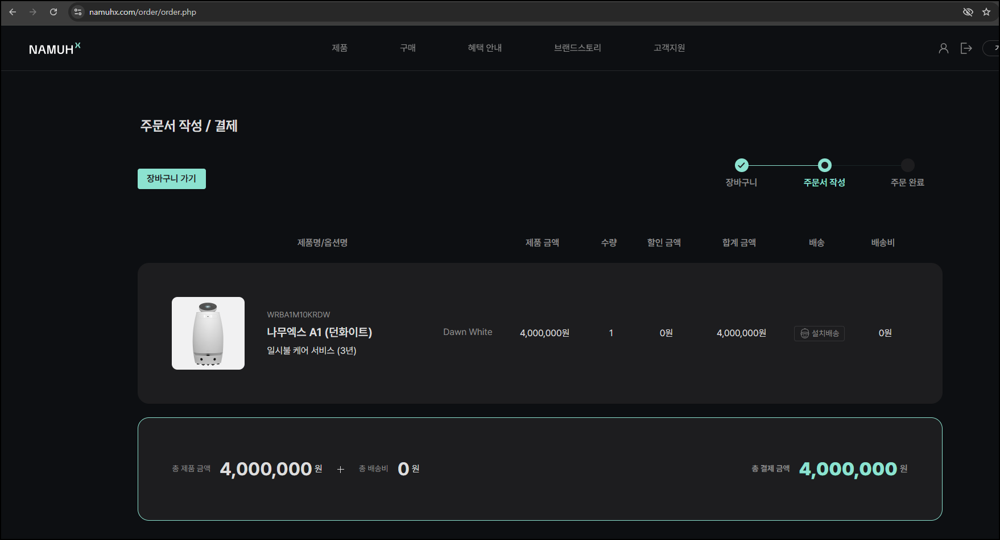 namuhx.com/order/order.php
NAMUHX
제품 구매 혜택 안내 브랜드스토리 고객지원
주문서 작성 / 결제
장바구니 가기
장바구니 주문서 작성 주문 완료
제품명/옵션명 제품 금액 수량 할인 금액 합계 금액 배송 배송비
WRBA1M10KRDW
나무엑스 A1 (던화이트)
일시불 케어 서비스 (3년)
Dawn White 4,000,000원 1 0원 4,000,000원 설치배송 0원
총 제품 금액 4,000,000 원 + 총 배송비 0 원 총 결제 금액 4,000,000 원